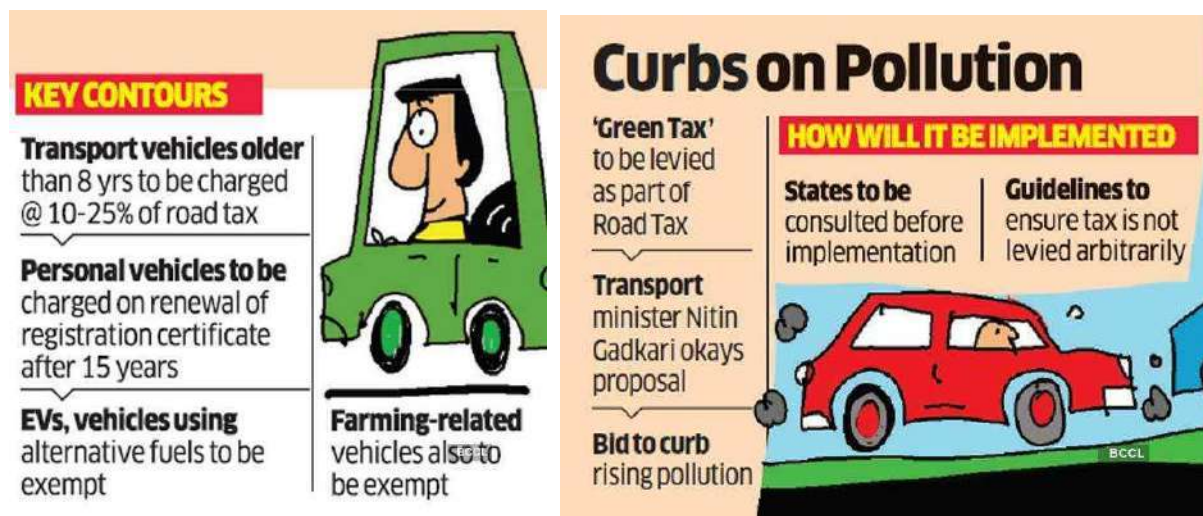 KEY CONTOURS
Transport vehicles older
than 8 yrs to be charged
@ 10-25% of road tax
Personal vehicles to be
charged on renewal of
registration certificate
after 15 years
EVs, vehicles using
alternative fuels to be
exempt
Farming-related
vehicles also to
be exempt
BCCL
Curbs on Pollution
'Green Tax'
to be levied
as part of
Road Tax
Transport
minister Nitin
Gadkari okays
proposal
Bid to curb
rising pollution
HOW WILL IT BE IMPLEMENTED
States to be
consulted before
implementation
Guidelines to
ensure tax is not
levied arbitrarily
BCCL